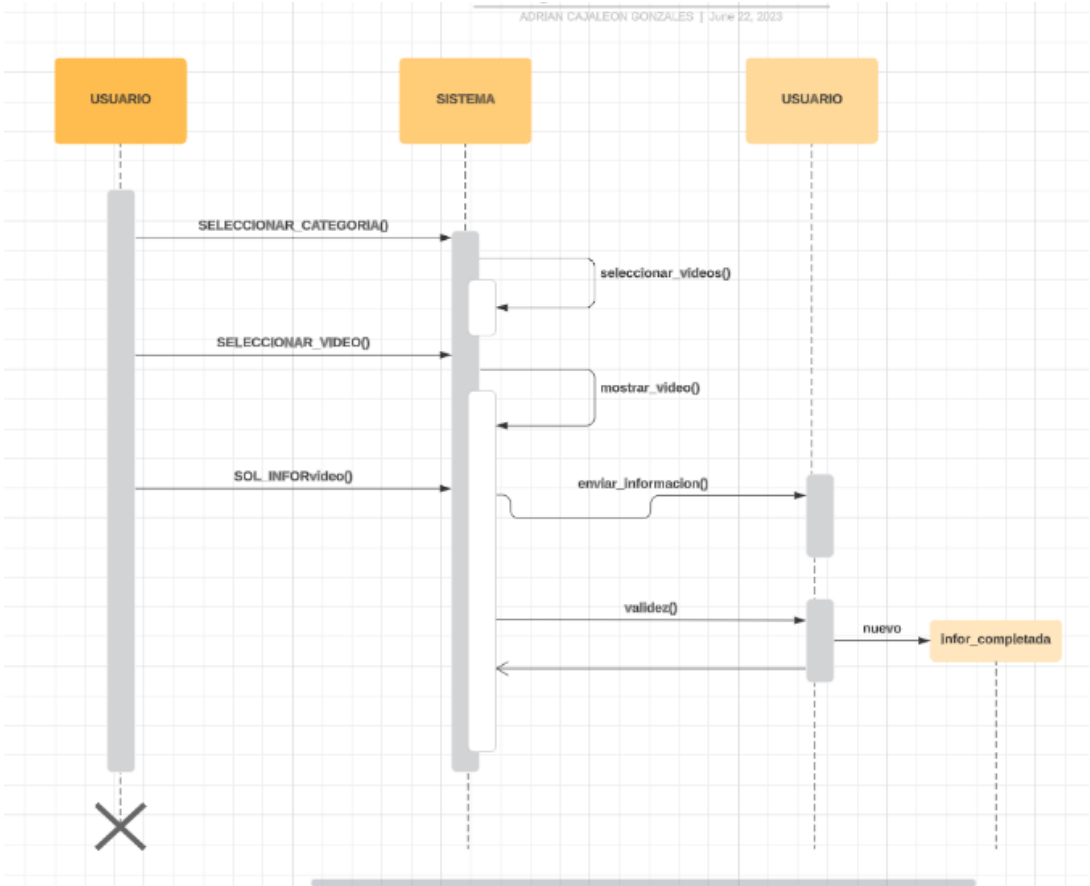 ADRIAN CAJALEON GONZALES | June 22, 2023
USUARIO
SISTEMA
USUARIO
SELECCIONAR_CATEGORIA()
seleccionar_videos()
SELECCIONAR_VIDEO()
mostrar_video()
SOL_INFORvideo()
enviar_informacion()
validez()
nuevo
infor_completada